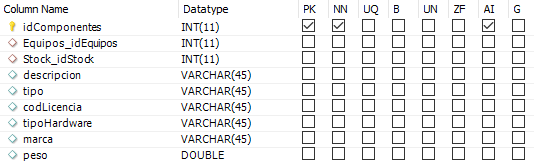 Column Name Datatype PK NN UQ B UN ZF AI G
idComponentes INT(11)
Equipos_idEquipos INT(11)
Stock_idStock INT(11)
descripcion VARCHAR(45)
tipo VARCHAR(45)
codLicencia VARCHAR(45)
tipoHardware VARCHAR(45)
marca VARCHAR(45)
peso DOUBLE